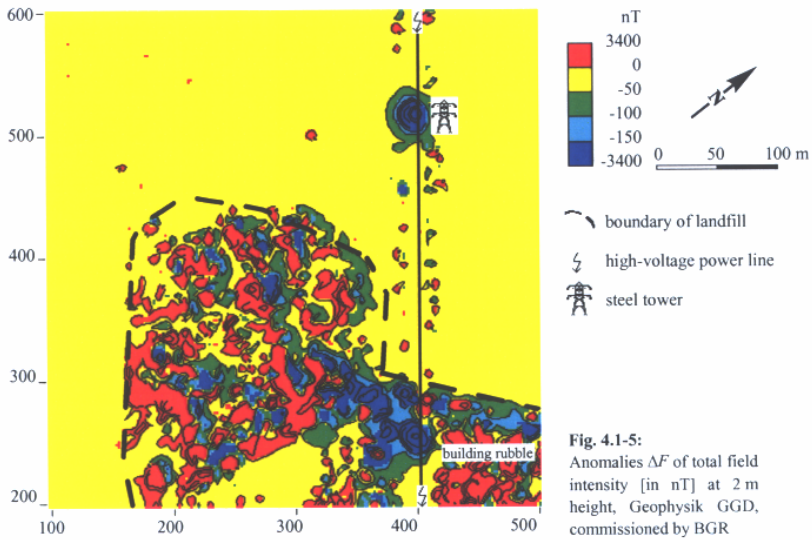 600
500
400
300
200
100
200
300
400
500
building rubble
nT
3400
0
-50
-100
-150
-3400
N
0
50
100 m
boundary of landfill
high-voltage power line
steel tower
Fig. 4.1-5:
Anomalies ΔF of total field
intensity [in nT] at 2 m
height, Geophysik GGD,
commissioned by BGR